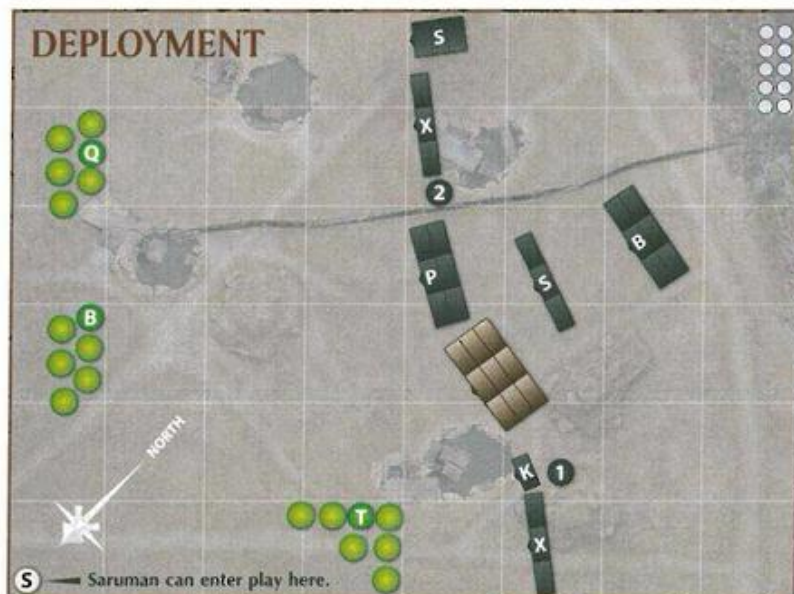 DEPLOYMENT
S
X
Q
2
B
P
S
B
NORTH
K
1
T
X
S
Saruman can enter play here.